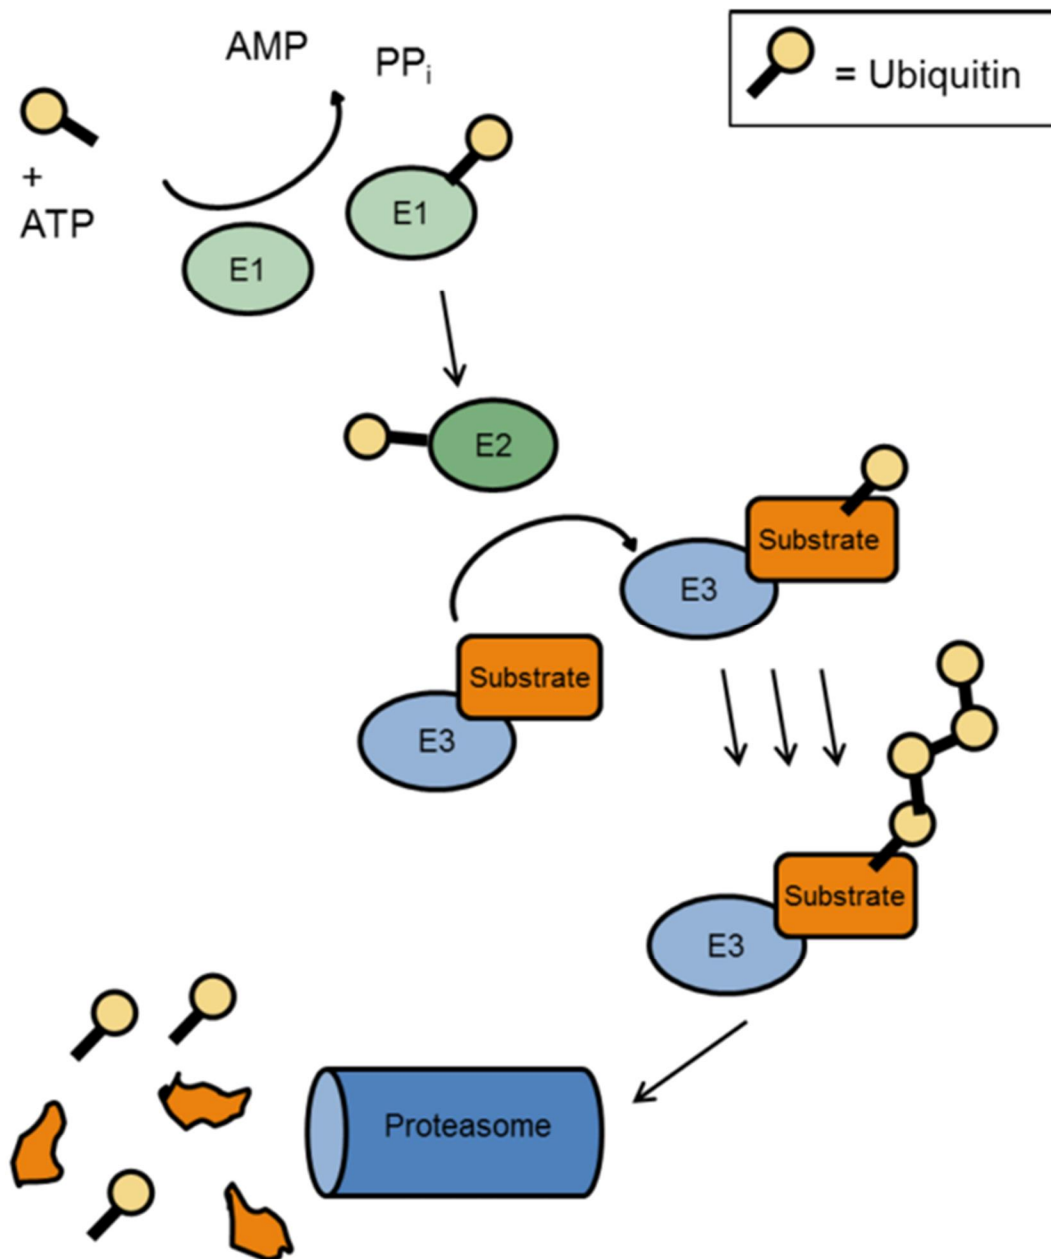 AMP
PPi
= Ubiquitin
+
ATP
E1
E1
E2
Substrate
E3
Substrate
E3
Substrate
E3
Proteasome